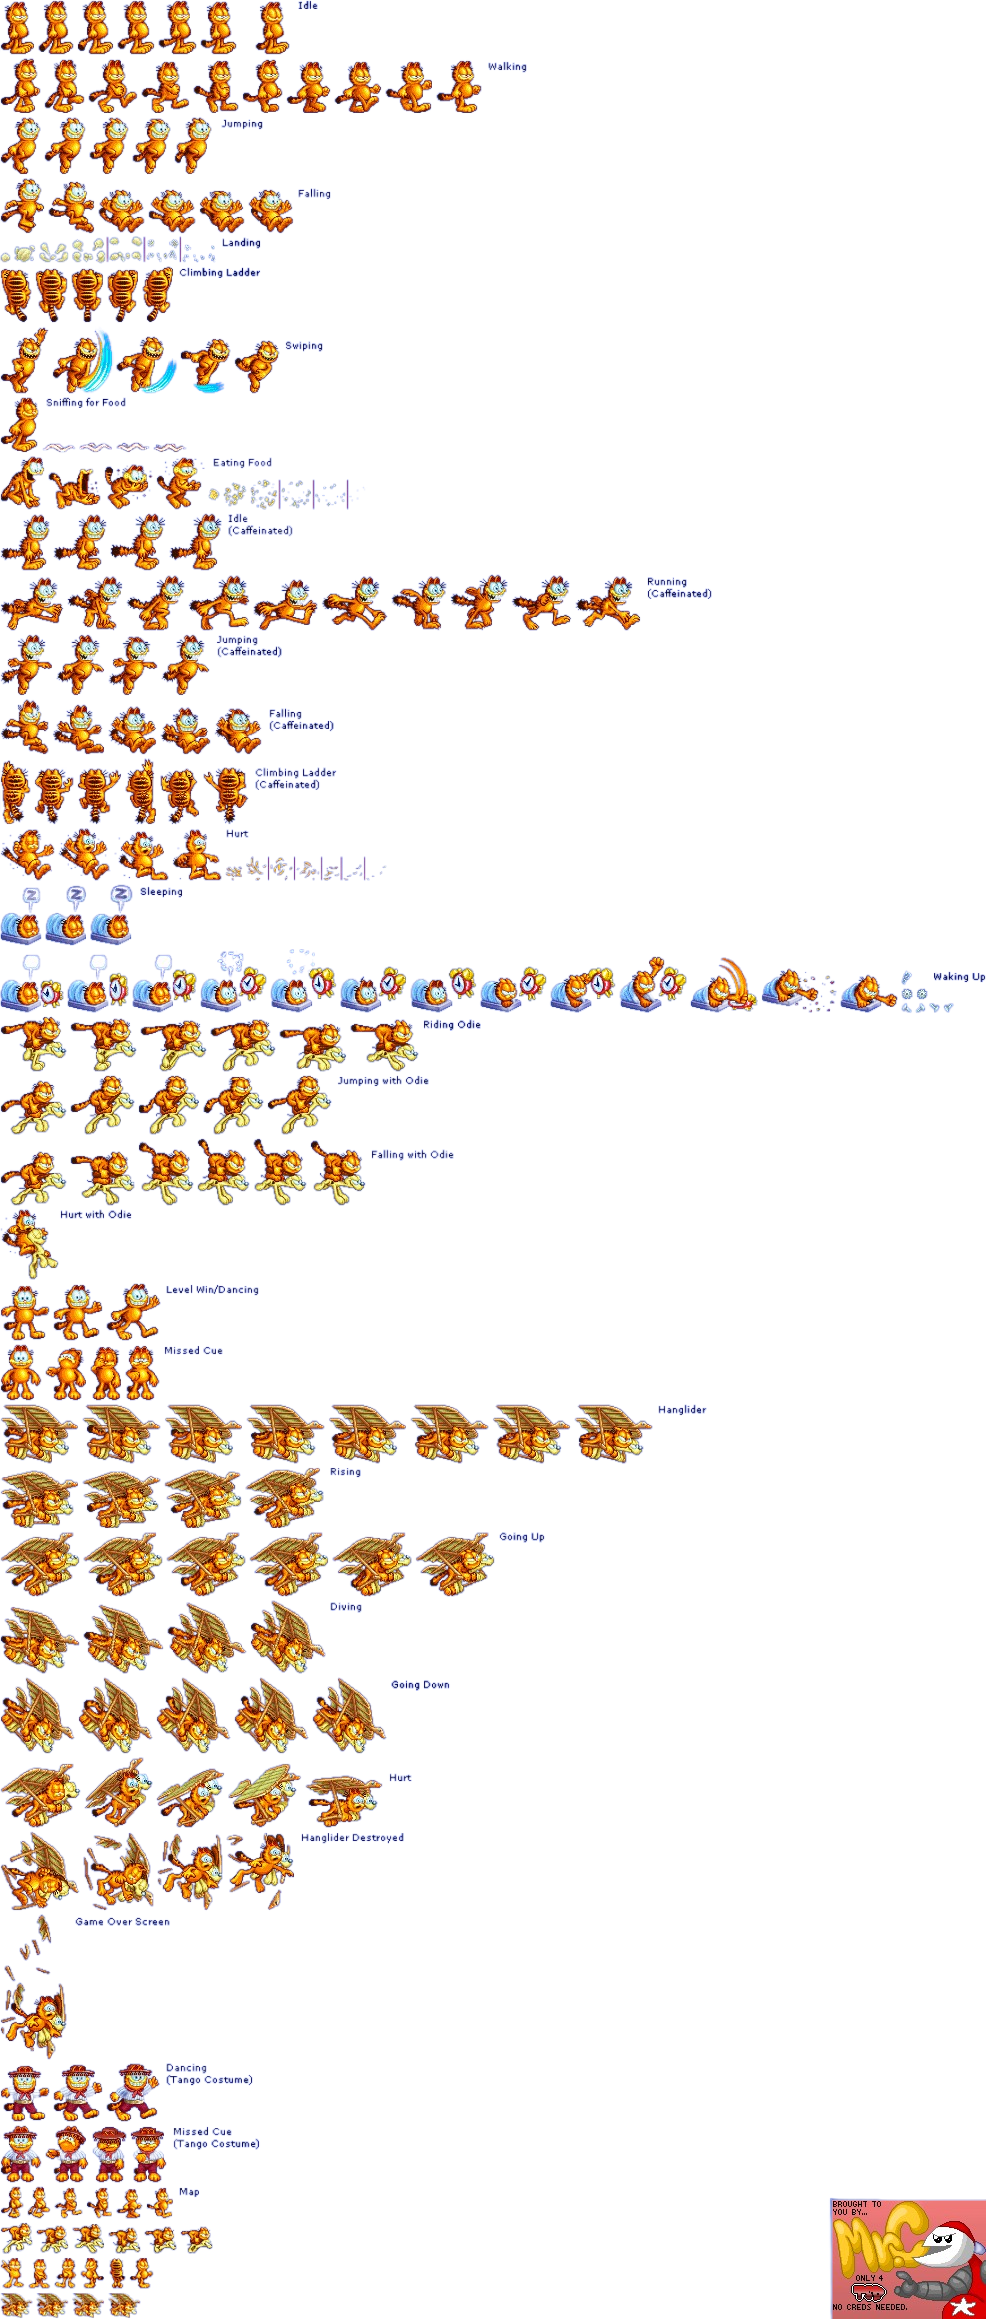 Idle
Walking
Jumping
Falling
Landing
Climbing Ladder
Swiping
Sniffing for Food
Eating Food
Idle
(Caffeinated)
Running
(Caffeinated)
Jumping
(Caffeinated)
Falling
(Caffeinated)
Climbing Ladder
(Caffeinated)
Hurt
Z Z Z
Sleeping
Waking Up
Riding Odie
Jumping with Odie
Falling with Odie
Hurt with Odie
Level Win/Dancing
Missed Cue
Hanglider
Rising
Going Up
Diving
Going Down
Hurt
Hanglider Destroyed
Game Over Screen
Dancing
(Tango Costume)
Missed Cue
(Tango Costume)
Map
BROUGHT TO
YOU BY...
Mr.C
ONLY 4
NO CREDS NEEDED.